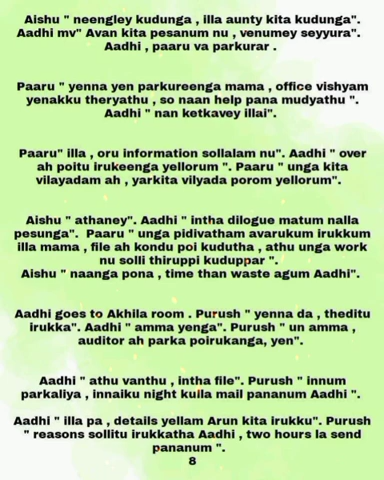 Aishu " neengley kudunga , illa aunty kita kudunga".
Aadhi mv" Avan kita pesanum nu , venumey seyyura".
Aadhi , paaru va parkurar .
Paaru " yenna yen parkureenga mama , office vishyam
yenakku theryathu , so naan help pana mudyathu ".
Aadhi " nan ketkavey illai".
Paaru" illa , oru information sollalam nu". Aadhi " over
ah poitu irukeenga yellorum ". Paaru " unga kita
vilayadam ah , yarkita vilyada porom yellorum".
Aishu " athaney". Aadhi " intha dilogue matum nalla
pesunga".  Paaru " unga pidivatham avarukum irukkum
illa mama , file ah kondu poi kudutha , athu unga work
nu solli thiruppi kuduppar ".
Aishu " naanga pona , time than waste agum Aadhi".
Aadhi goes to Akhila room . Purush " yenna da , theditu
irukka". Aadhi " amma yenga". Purush " un amma ,
auditor ah parka poirukanga, yen".
Aadhi " athu vanthu , intha file". Purush " innum
parkaliya , innaiku night kulla mail pananum Aadhi ".
Aadhi " illa pa , details yellam Arun kita irukku". Purush
" reasons sollitu irukkatha Aadhi , two hours la send
pananum ".
8